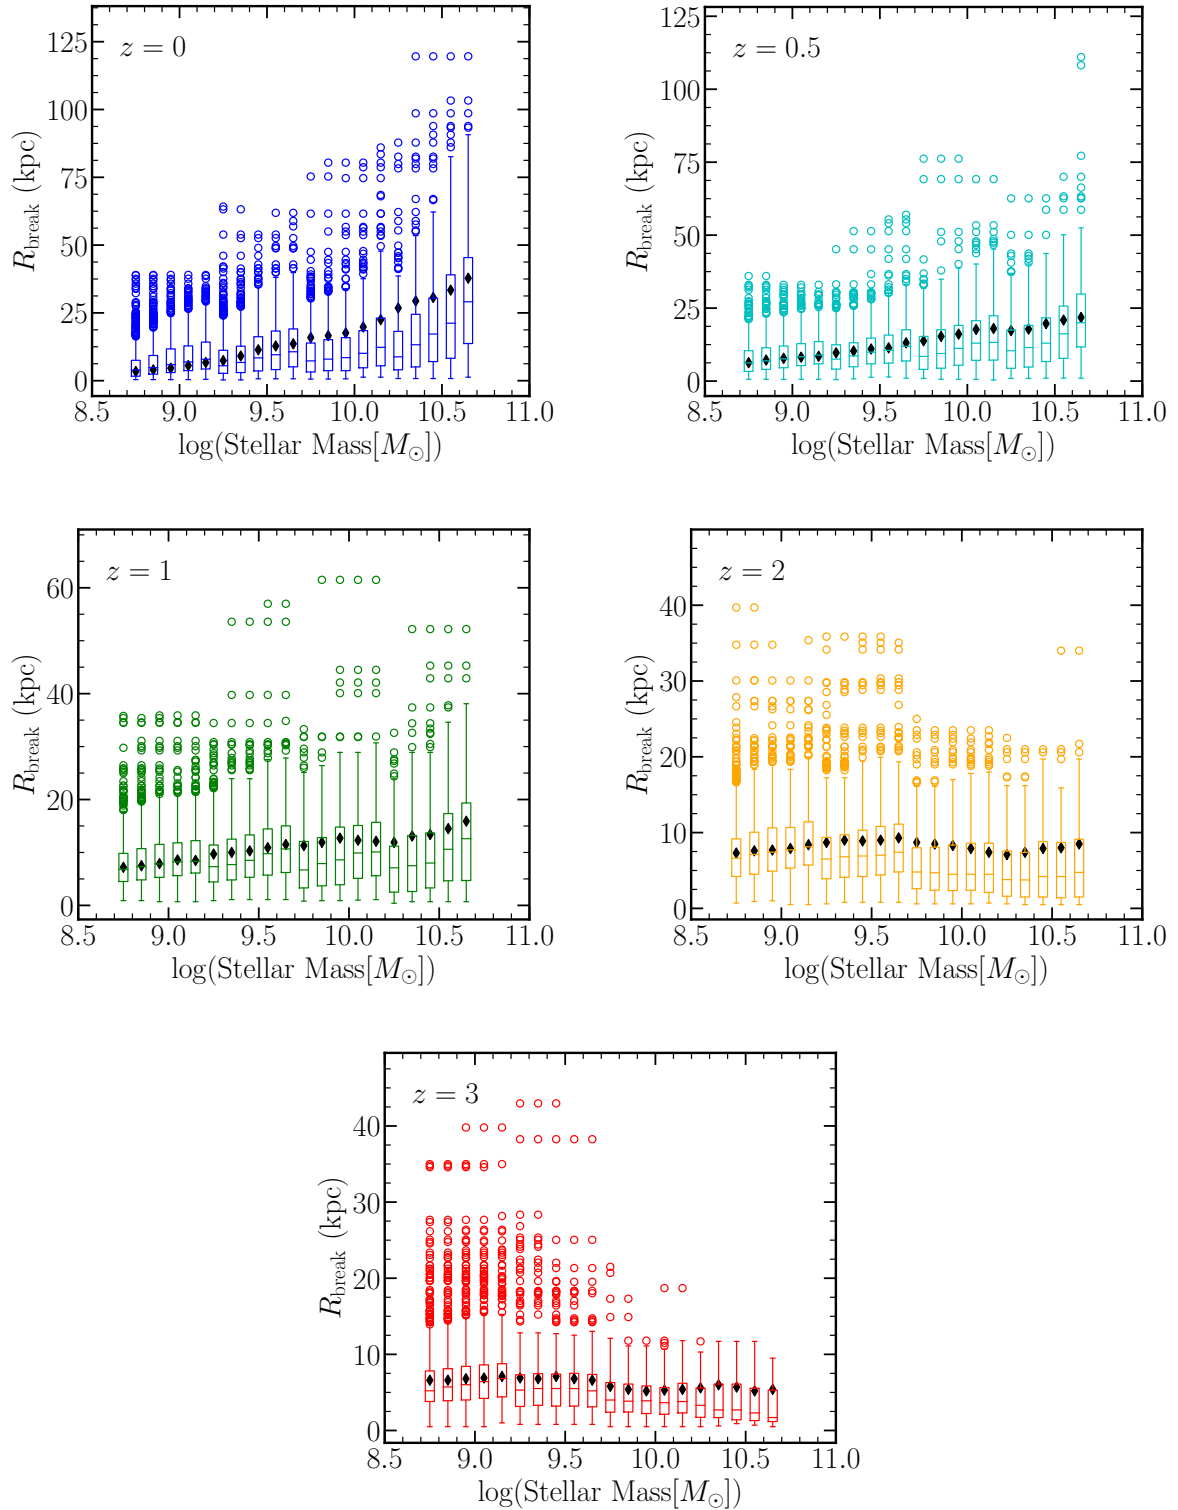 z = 0
125
100
75
50
25
0
R_break (kpc)
8.5 9.0 9.5 10.0 10.5 11.0
log(Stellar Mass[M_⊙])
z = 0.5
125
100
75
50
25
0
R_break (kpc)
8.5 9.0 9.5 10.0 10.5 11.0
log(Stellar Mass[M_⊙])
z = 1
60
40
20
0
R_break (kpc)
8.5 9.0 9.5 10.0 10.5 11.0
log(Stellar Mass[M_⊙])
z = 2
40
30
20
10
0
R_break (kpc)
8.5 9.0 9.5 10.0 10.5 11.0
log(Stellar Mass[M_⊙])
z = 3
40
30
20
10
0
R_break (kpc)
8.5 9.0 9.5 10.0 10.5 11.0
log(Stellar Mass[M_⊙])